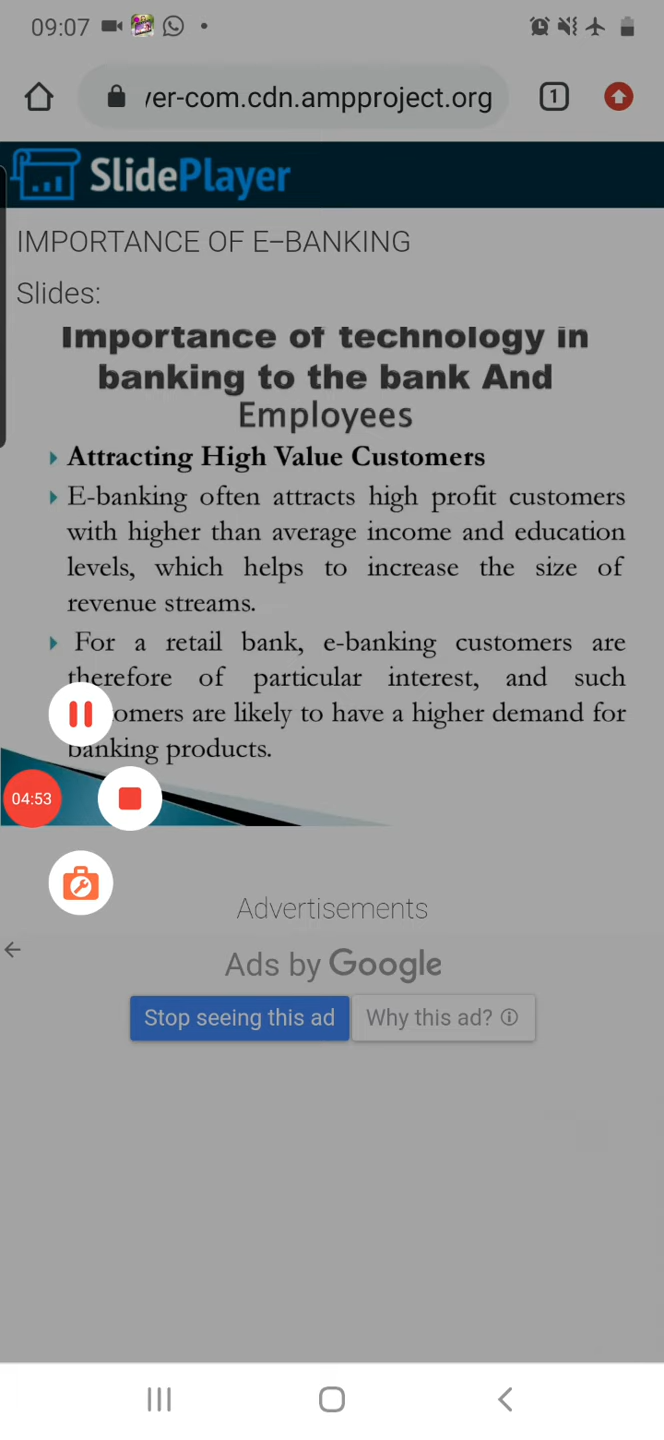 09:07
yer-com.cdn.ampproject.org
1
SlidePlayer
IMPORTANCE OF E–BANKING
Slides:
Importance of technology in
banking to the bank And
Employees
Attracting High Value Customers
E-banking often attracts high profit customers
with higher than average income and education
levels, which helps to increase the size of
revenue streams.
For a retail bank, e-banking customers are
therefore of particular interest, and such
omers are likely to have a higher demand for
banking products.
04:53
Advertisements
Ads by Google
Stop seeing this ad
Why this ad?